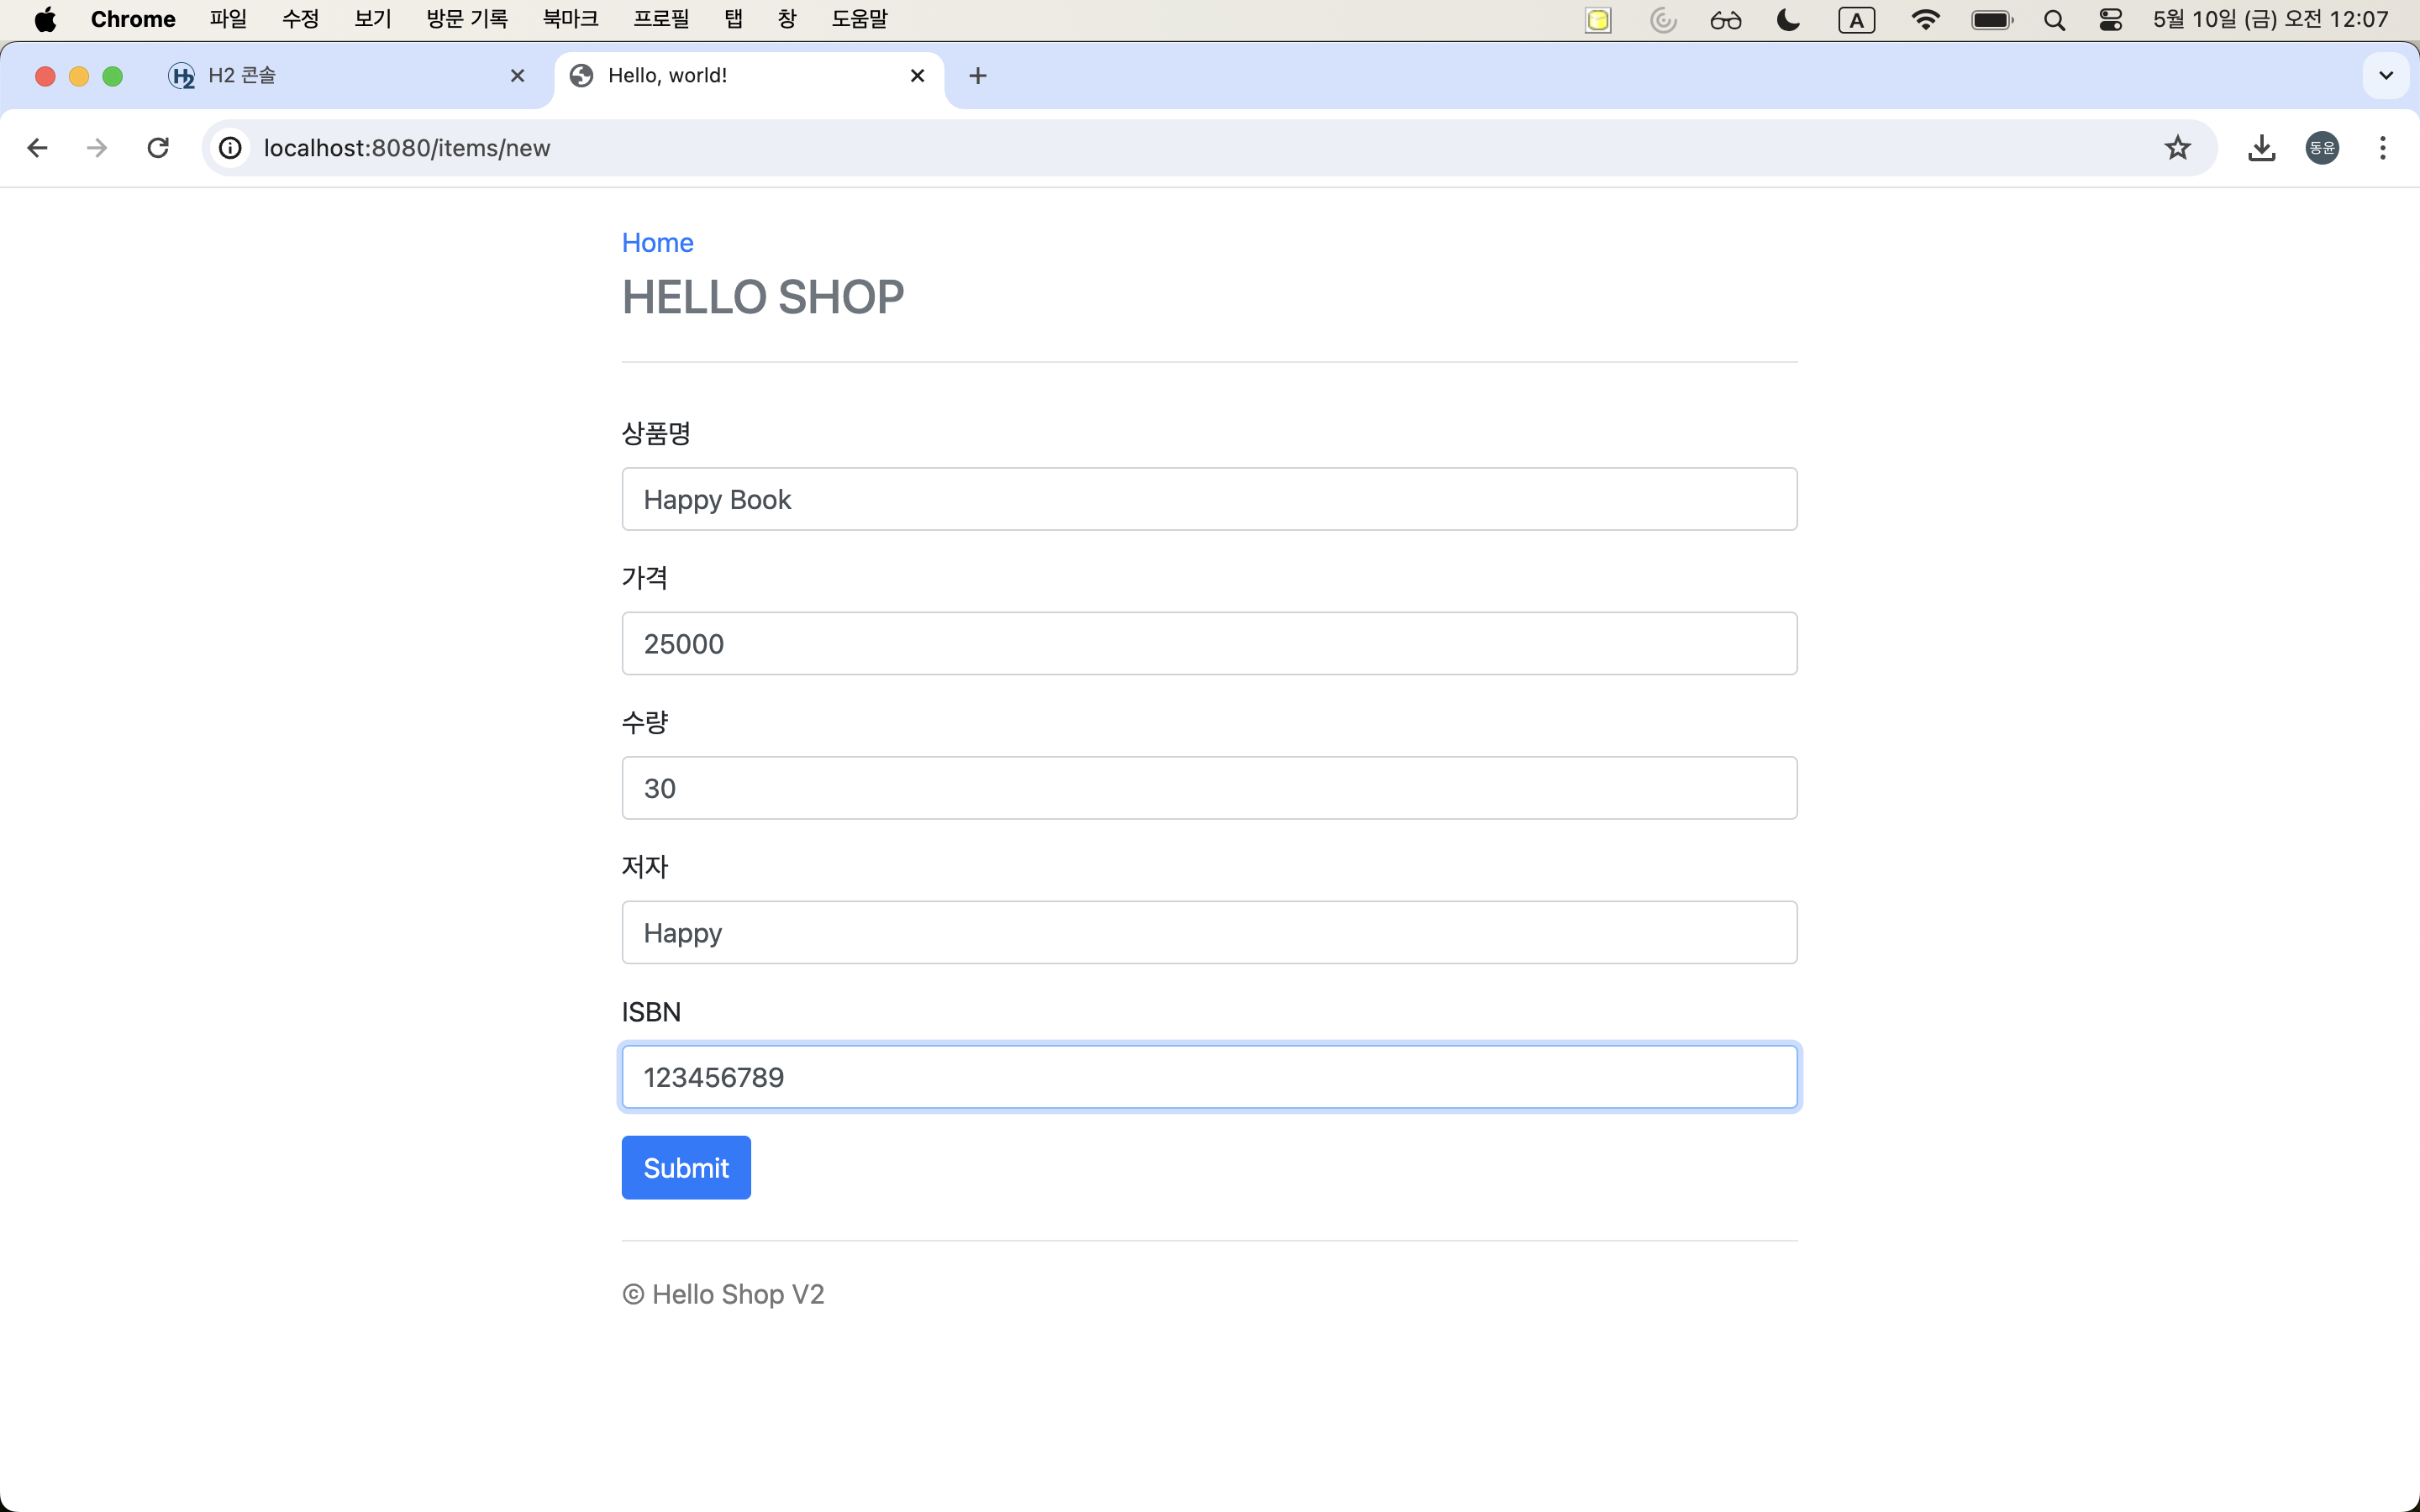 Chrome 파일 수정 보기 방문 기록 북마크 프로필 탭 창 도움말 A 5월 10일 (금) 오전 12:07
H2 H2 콘솔 Hello, world!
localhost:8080/items/new 동윤
Home
HELLO SHOP
상품명
Happy Book
가격
25000
수량
30
저자
Happy
ISBN
123456789
Submit
© Hello Shop V2